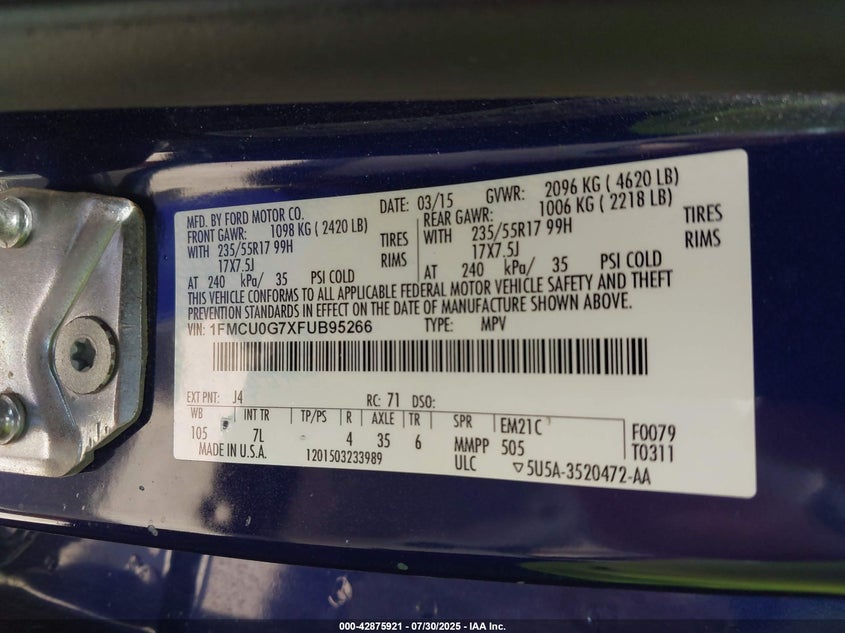 MFD. BY FORD MOTOR CO. DATE: 03/15 GVWR: 2096 KG ( 4620 LB)
FRONT GAWR: 1098 KG ( 2420 LB) REAR GAWR: 1006 KG ( 2218 LB)
WITH 235/55R17 99H TIRES WITH 235/55R17 99H TIRES
17X7.5J RIMS 17X7.5J RIMS
AT 240 kPa/ 35 PSI COLD AT 240 kPa/ 35 PSI COLD
THIS VEHICLE CONFORMS TO ALL APPLICABLE FEDERAL MOTOR VEHICLE SAFETY AND THEFT
PREVENTION STANDARDS IN EFFECT ON THE DATE OF MANUFACTURE SHOWN ABOVE.
VIN: 1FMCU0G7XFUB95266 TYPE: MPV
EXT PNT: J4 RC: 71 DSO:
WB INT TR TP/PS R AXLE TR SPR EM21C F0079
105 7L 4 35 6 MMPP 505 T0311
MADE IN U.S.A. 1201503233989 ULC ▽5U5A-3520472-AA
000-42875921 / 07/30/2025 - IAA Inc.